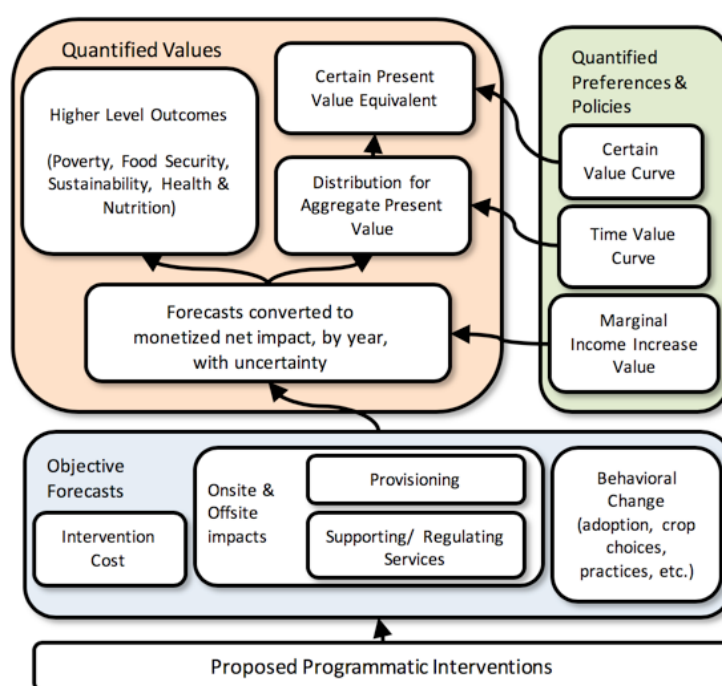 Quantified Values
Higher Level Outcomes
(Poverty, Food Security,
Sustainability, Health &
Nutrition)
Certain Present
Value Equivalent
Distribution for
Aggregate Present
Value
Forecasts converted to
monetized net impact, by year,
with uncertainty
Quantified
Preferences &
Policies
Certain
Value Curve
Time Value
Curve
Marginal
Income Increase
Value
Objective
Forecasts
Intervention
Cost
Onsite &
Offsite
impacts
Provisioning
Supporting/ Regulating
Services
Behavioral
Change
(adoption, crop
choices,
practices, etc.)
Proposed Programmatic Interventions